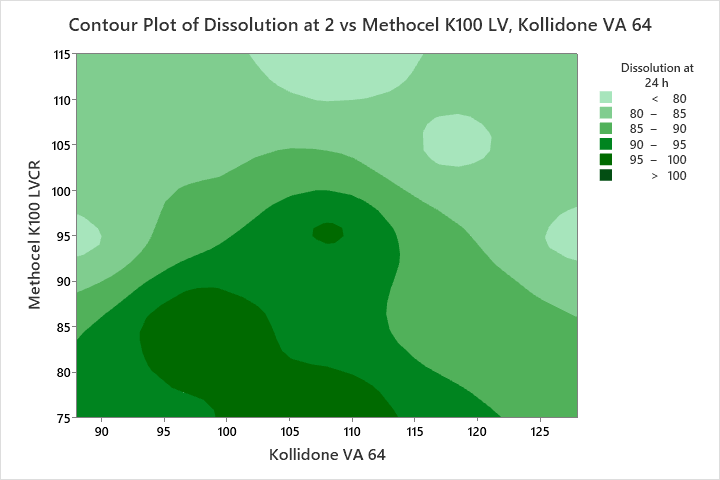 Contour Plot of Dissolution at 2 vs Methocel K100 LV, Kollidone VA 64
Methocel K100 LVCR
115
110
105
100
95
90
85
80
75
90 95 100 105 110 115 120 125
Kollidone VA 64
Dissolution at
24 h
< 80
80 – 85
85 – 90
90 – 95
95 – 100
> 100